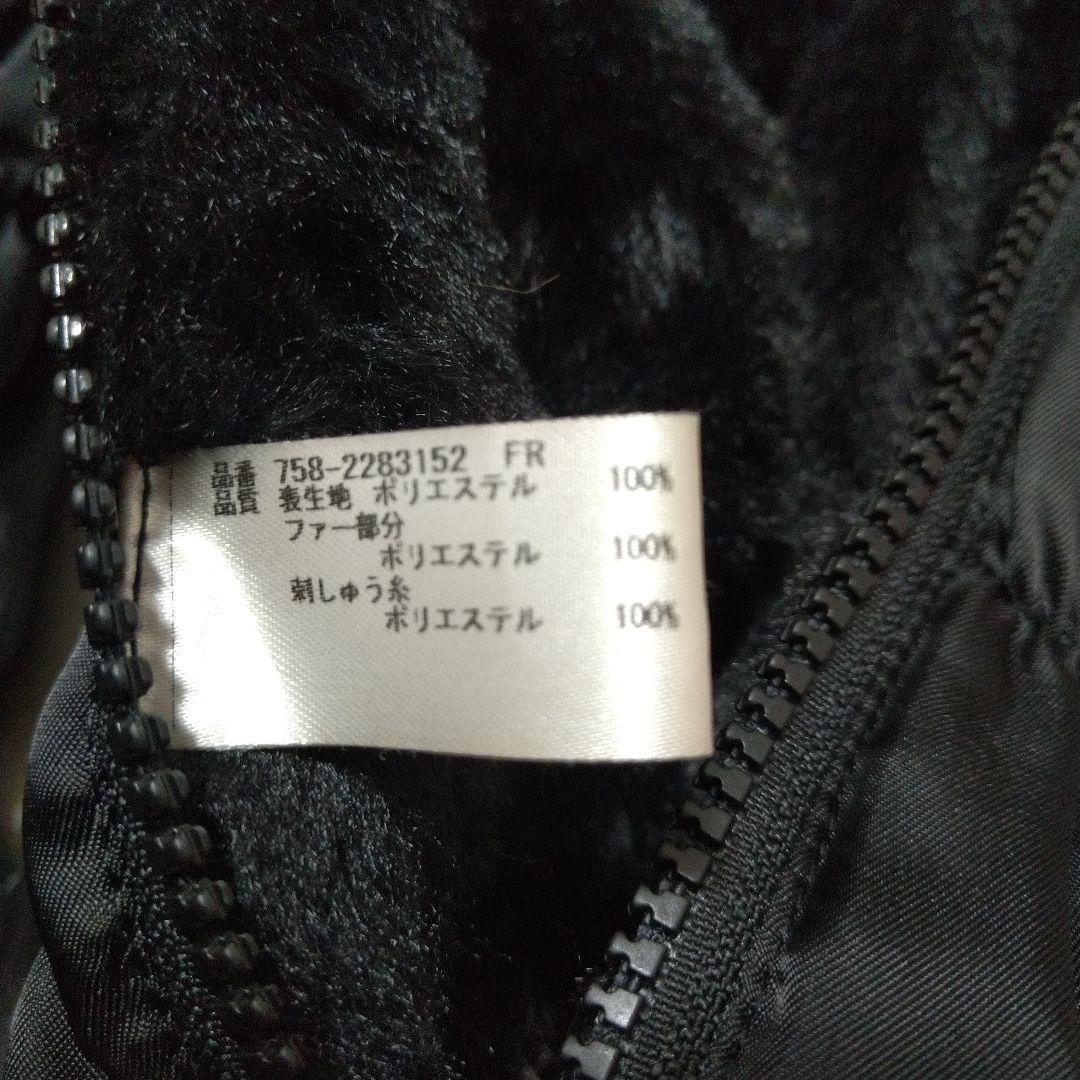 品番 758-2283152 FR
品質 表生地 ポリエステル 100%
ファー部分
ポリエステル 100%
刺しゅう糸
ポリエステル 100%